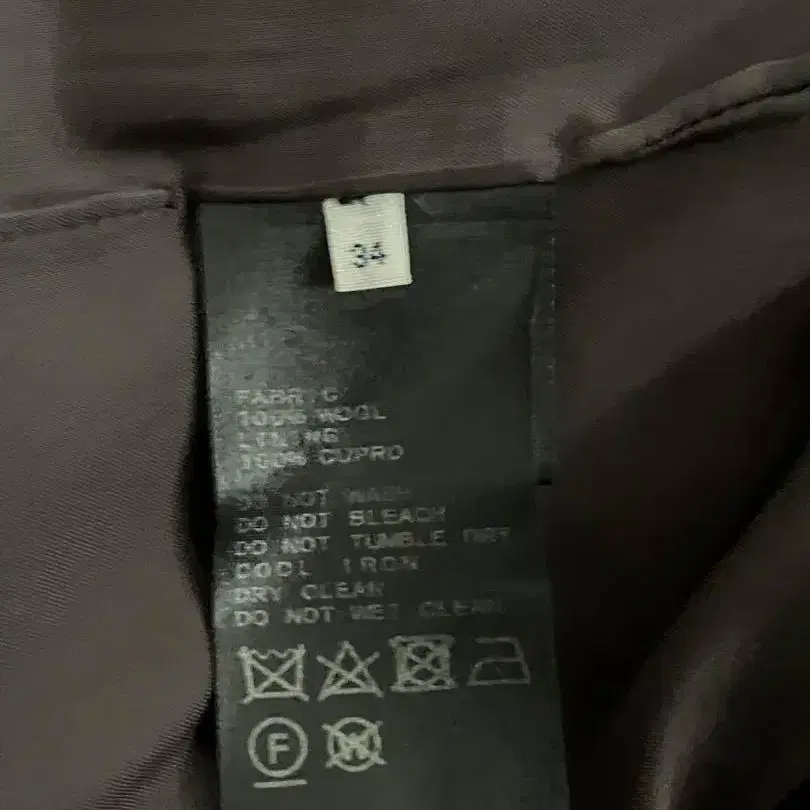 34
FABRIC
100% WOOL
LINING
100% CUPRO
DO NOT WASH
DO NOT BLEACH
DO NOT TUMBLE DRY
COOL IRON
DRY CLEAN
DO NOT WET CLEAN
F
W